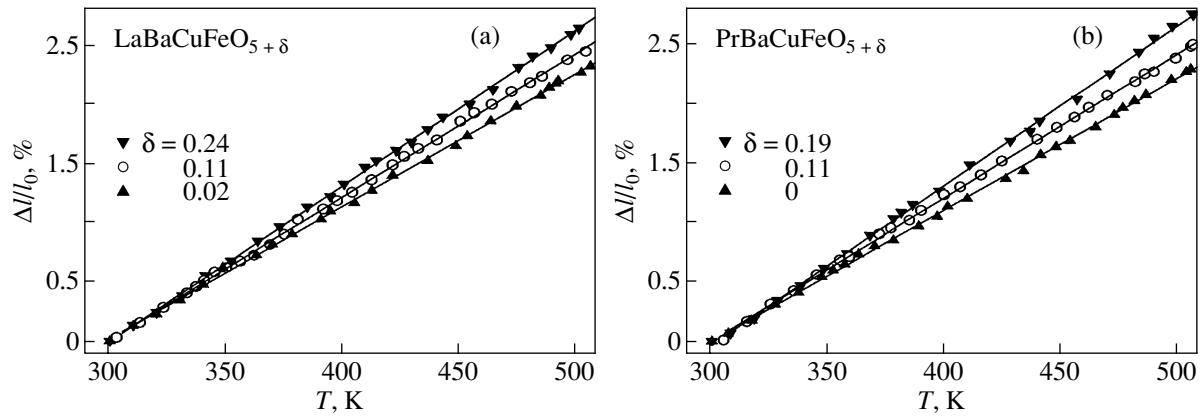 LaBaCuFeO5 + δ
(a)
δ = 0.24
0.11
0.02
Δl/l0, %
2.5
1.5
0.5
0
300 350 400 450 500
T, K
PrBaCuFeO5 + δ
(b)
δ = 0.19
0.11
0
Δl/l0, %
2.5
1.5
0.5
0
300 350 400 450 500
T, K